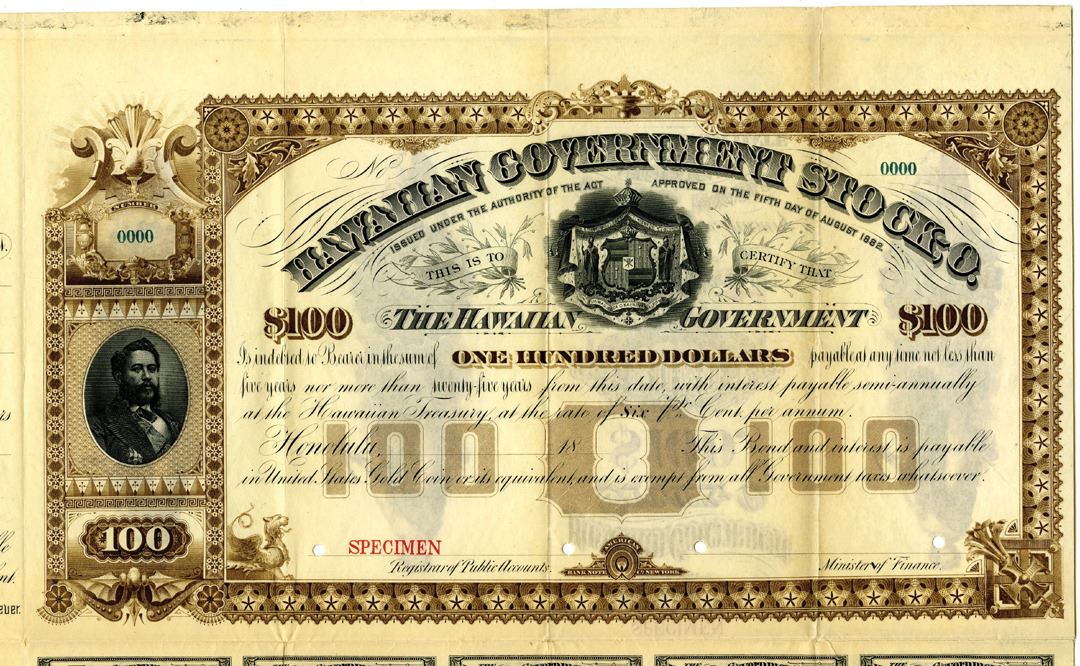 No. 0000
HAWAIIAN GOVERNMENT STOCK-O.
ISSUED UNDER THE AUTHORITY OF THE ACT APPROVED ON THE FIFTH DAY OF AUGUST 1882.
NUMBER
0000
THIS IS TO CERTIFY THAT
$100 THE HAWAIIAN GOVERNMENT $100
Is indebted to Bearer in the sum of ONE HUNDRED DOLLARS payable at any time not less than
five years nor more than twenty-five years from this date, with interest payable semi-annually
at the Hawaiian Treasury, at the rate of Six Pr. Cent. per annum.
100 8 100
Honolulu, 18 This Bond and interest is payable
in United States Gold Coin or its equivalent, and is exempt from all Government taxes whatsoever.
100
SPECIMEN
Registrar of Public Accounts. Minister of Finance.
AMERICAN
BANK NOTE CO. NEW YORK